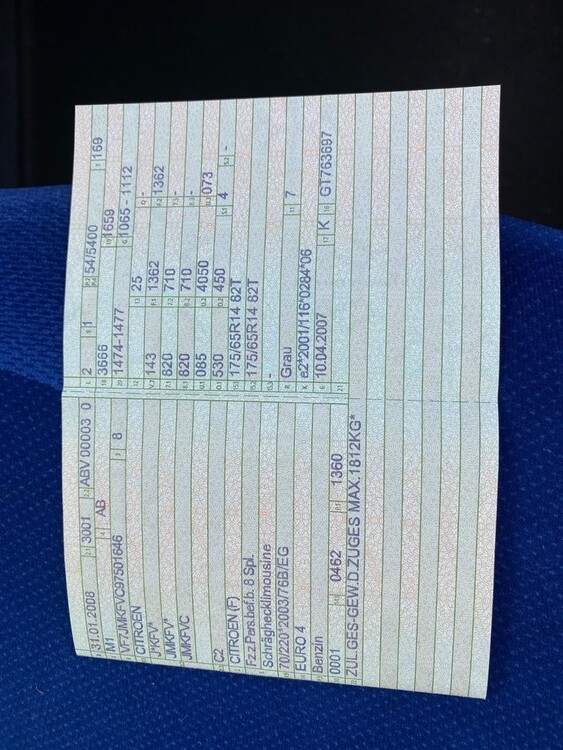 31.01.2008 3001 ABV 00003 0
M1 AB
VF7JMKFVC97501646 8
CITROEN
J*KFV*
JMKFV*
JMKFVC
C2
CITROEN (F)
Fz.z.Pers.bef.b. 8 Spl.
Schräghecklimousine
70/220*2003/76B/EG
EURO 4
Benzin
0001 0462 1360
ZUL.GES-GEW.D.ZUGES MAX.1812KG*
2 1 54/5400 169
3666 1659
1474-1477 1065 - 1112
25 -
143 1362 1362
820 710 -
820 710 -
085 4050 073
530 450 4 -
175/65R14 82T
175/65R14 82T
-
Grau 7
e2*2001/116*0284*06
10.04.2007 K GT763697